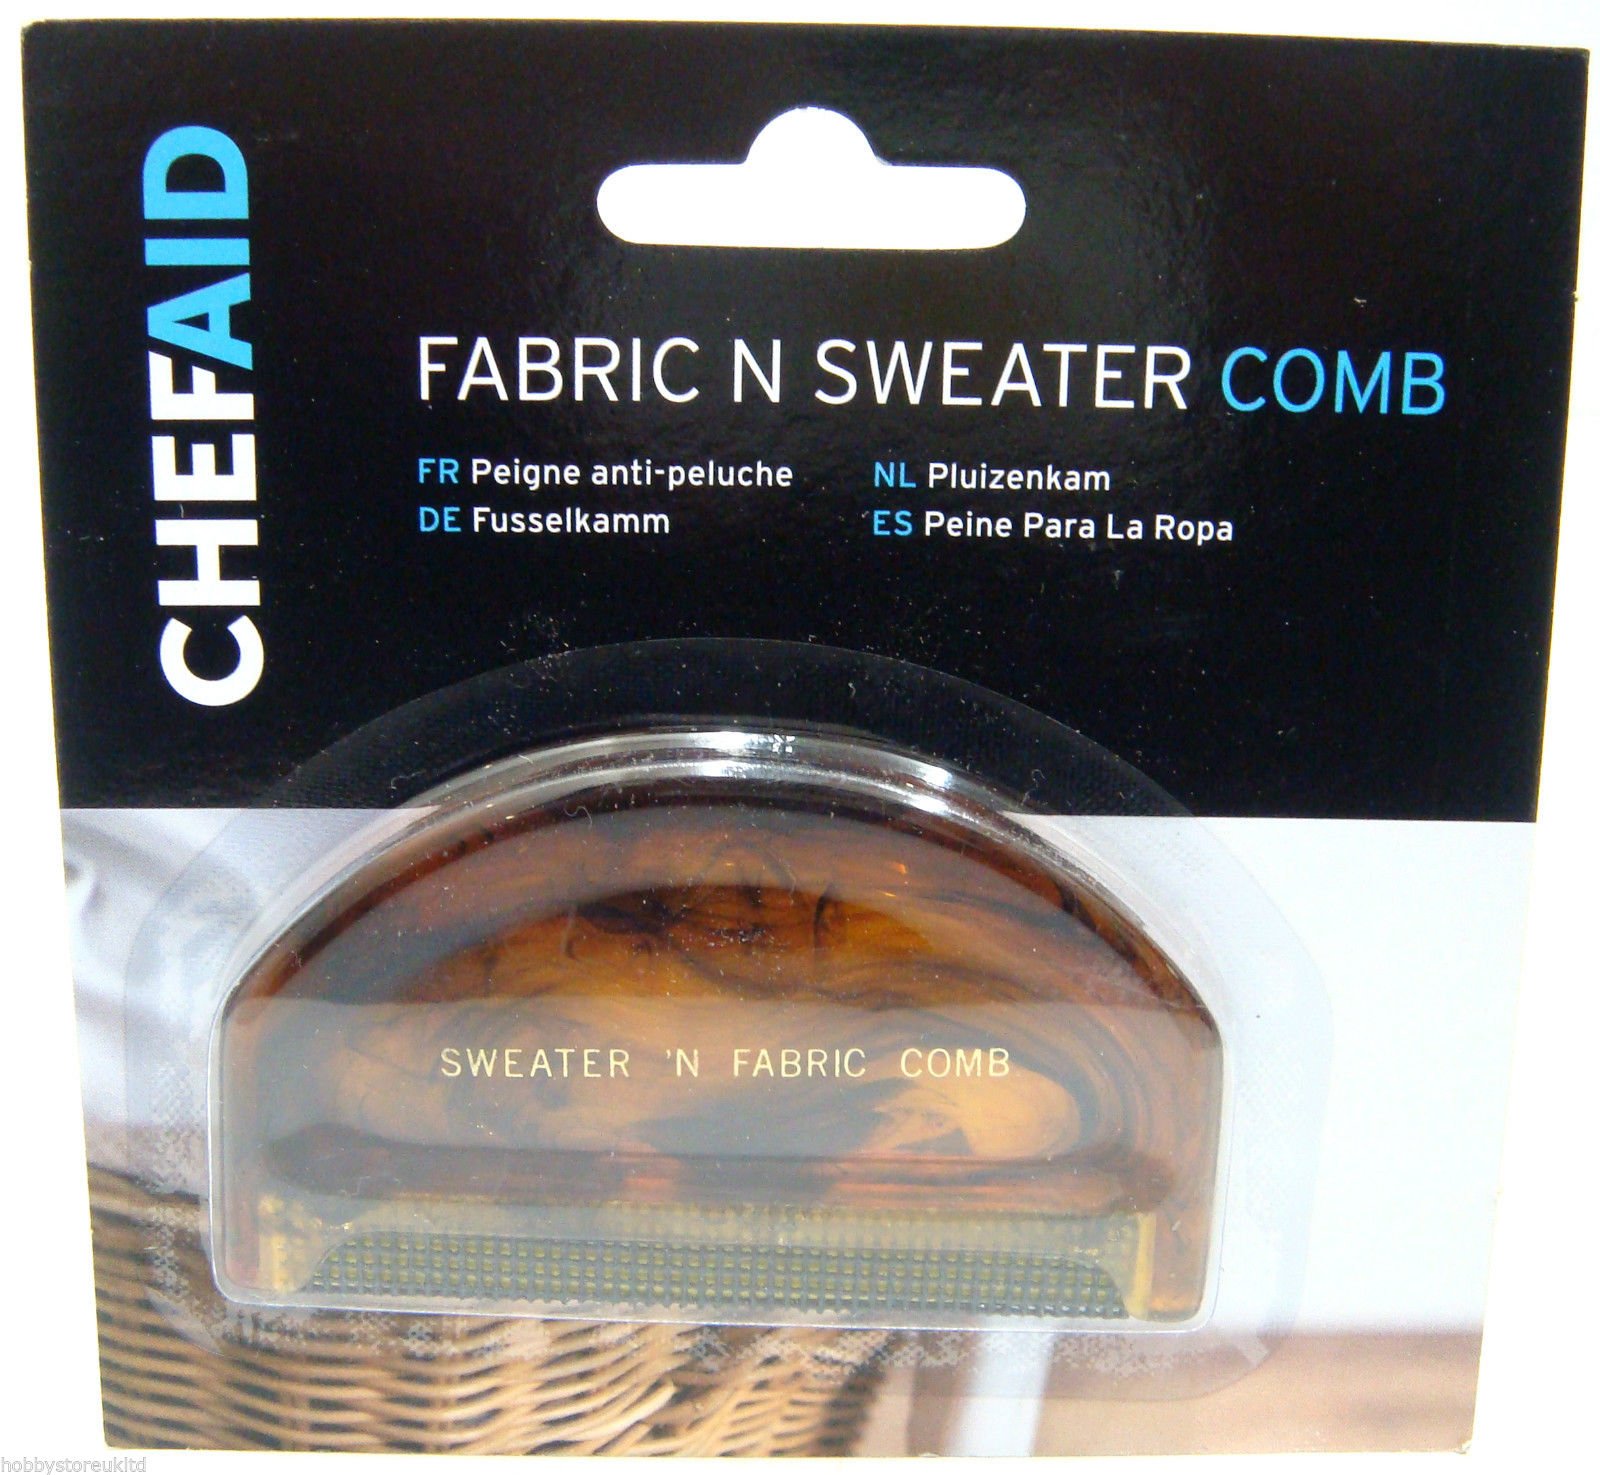 CHEFAID
FABRIC N SWEATER COMB
FR Peigne anti-peluche
DE Fusselkamm
NL Pluizenkam
ES Peine Para La Ropa
SWEATER 'N FABRIC COMB
hobbystoreukltd